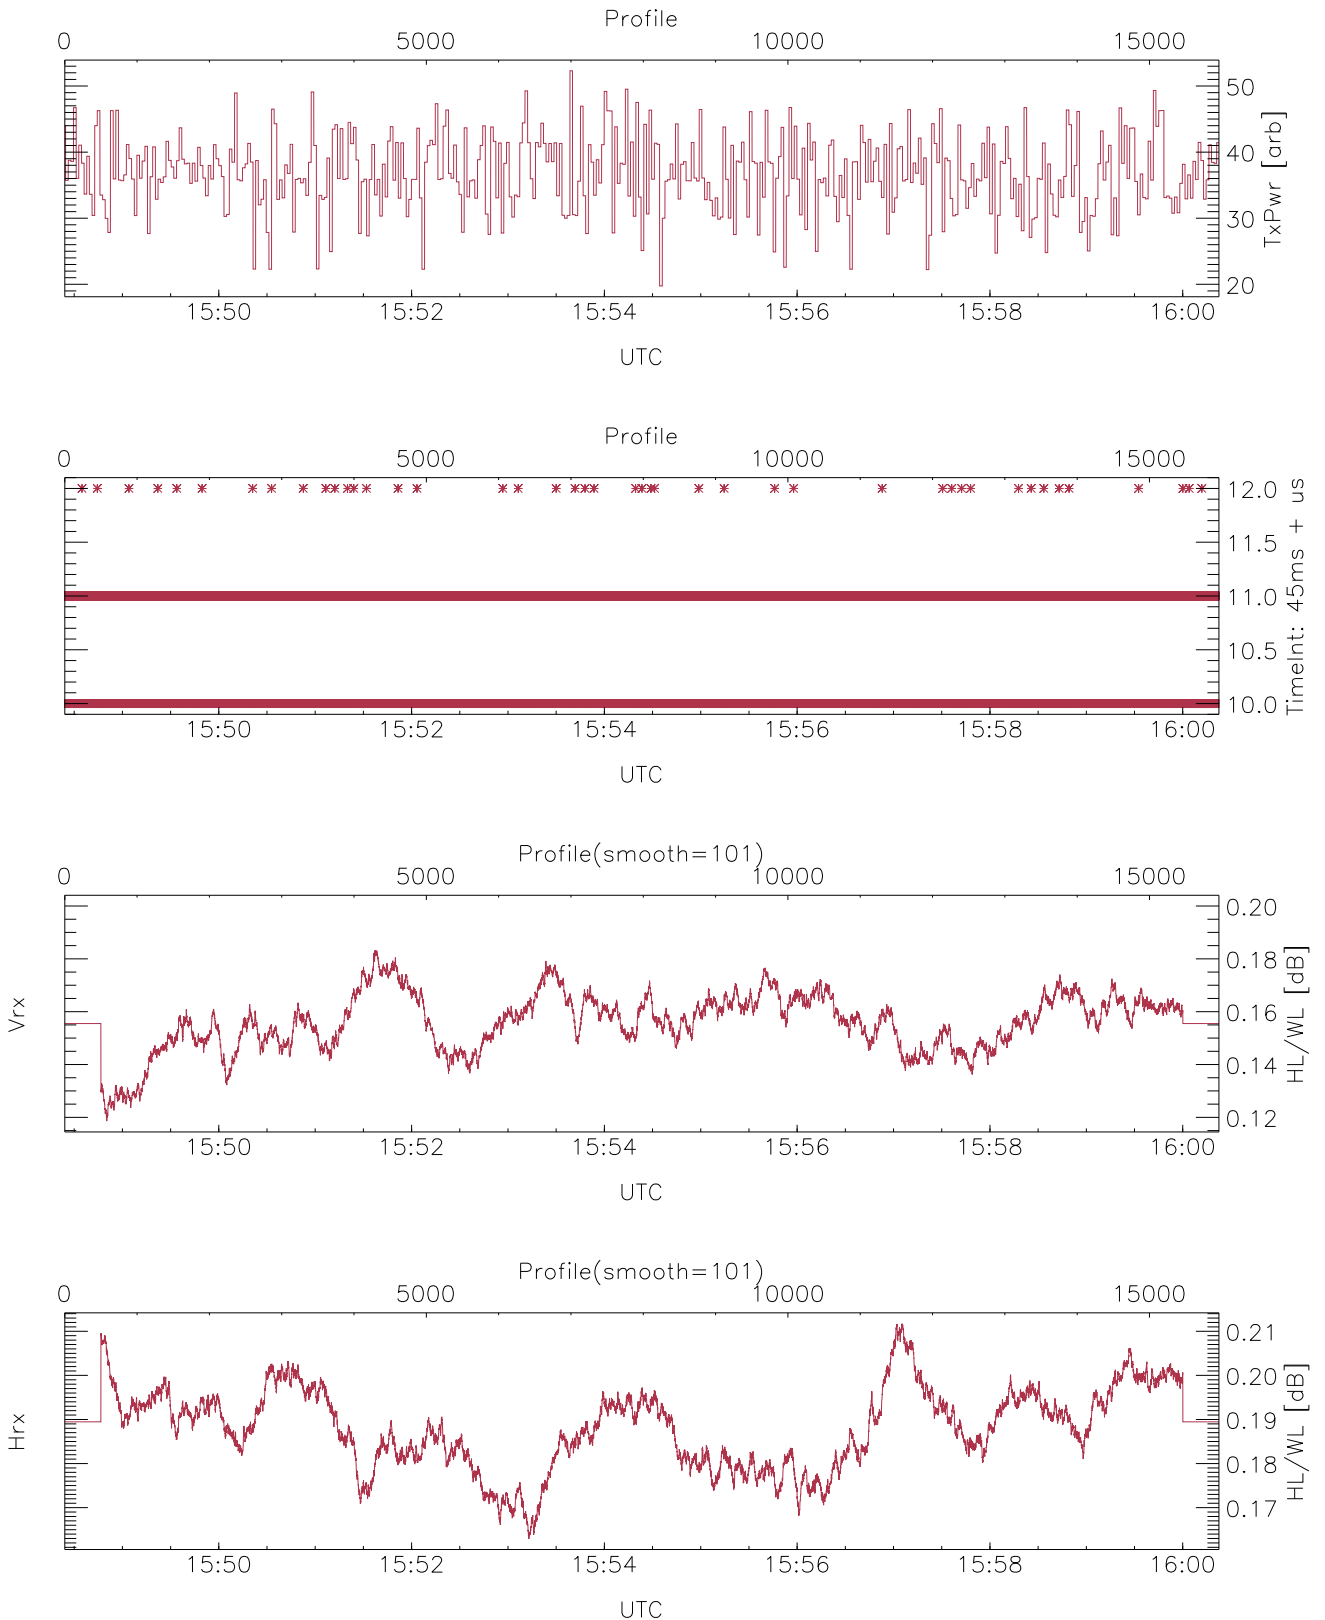 Profile
0 5000 10000 15000
50
40
30
20
TxPwr [arb]
15:50 15:52 15:54 15:56 15:58 16:00
UTC
Profile
0 5000 10000 15000
12.0
11.5
11.0
10.5
10.0
TimeInt: 45ms + us
15:50 15:52 15:54 15:56 15:58 16:00
UTC
Profile(smooth=101)
0 5000 10000 15000
Vrx
0.20
0.18
0.16
0.14
0.12
HL/WL [dB]
15:50 15:52 15:54 15:56 15:58 16:00
UTC
Profile(smooth=101)
0 5000 10000 15000
Hrx
0.21
0.20
0.19
0.18
0.17
HL/WL [dB]
15:50 15:52 15:54 15:56 15:58 16:00
UTC